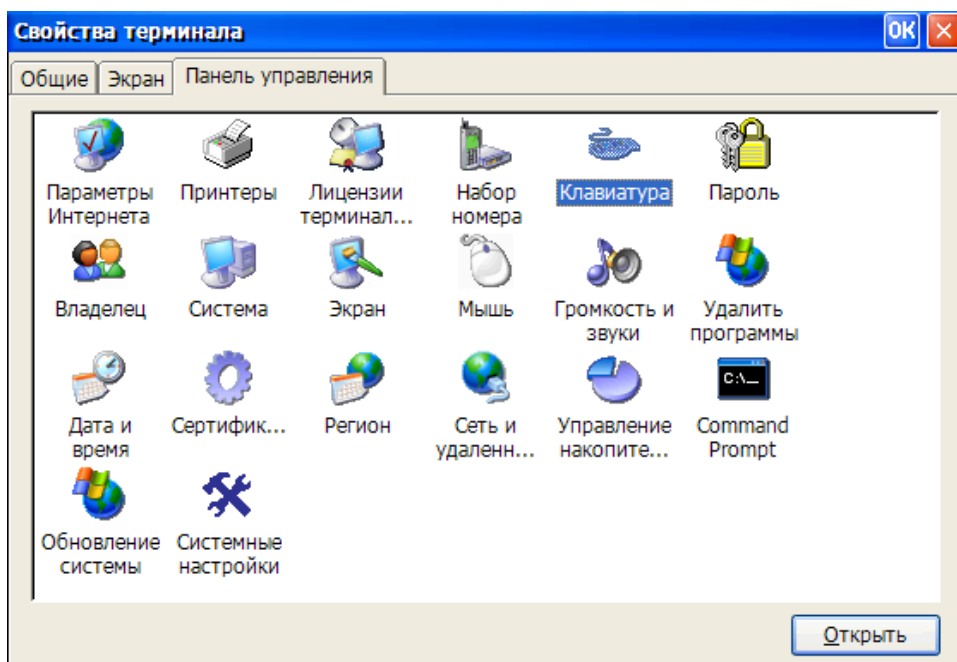 Свойства терминала
OK
Общие Экран Панель управления
Параметры Интернета
Принтеры
Лицензии терминал...
Набор номера
Клавиатура
Пароль
Владелец
Система
Экран
Мышь
Громкость и звуки
Удалить программы
Дата и время
Сертифик...
Регион
Сеть и удаленн...
Управление накопите...
C:\_
Command Prompt
Обновление системы
Системные настройки
Открыть